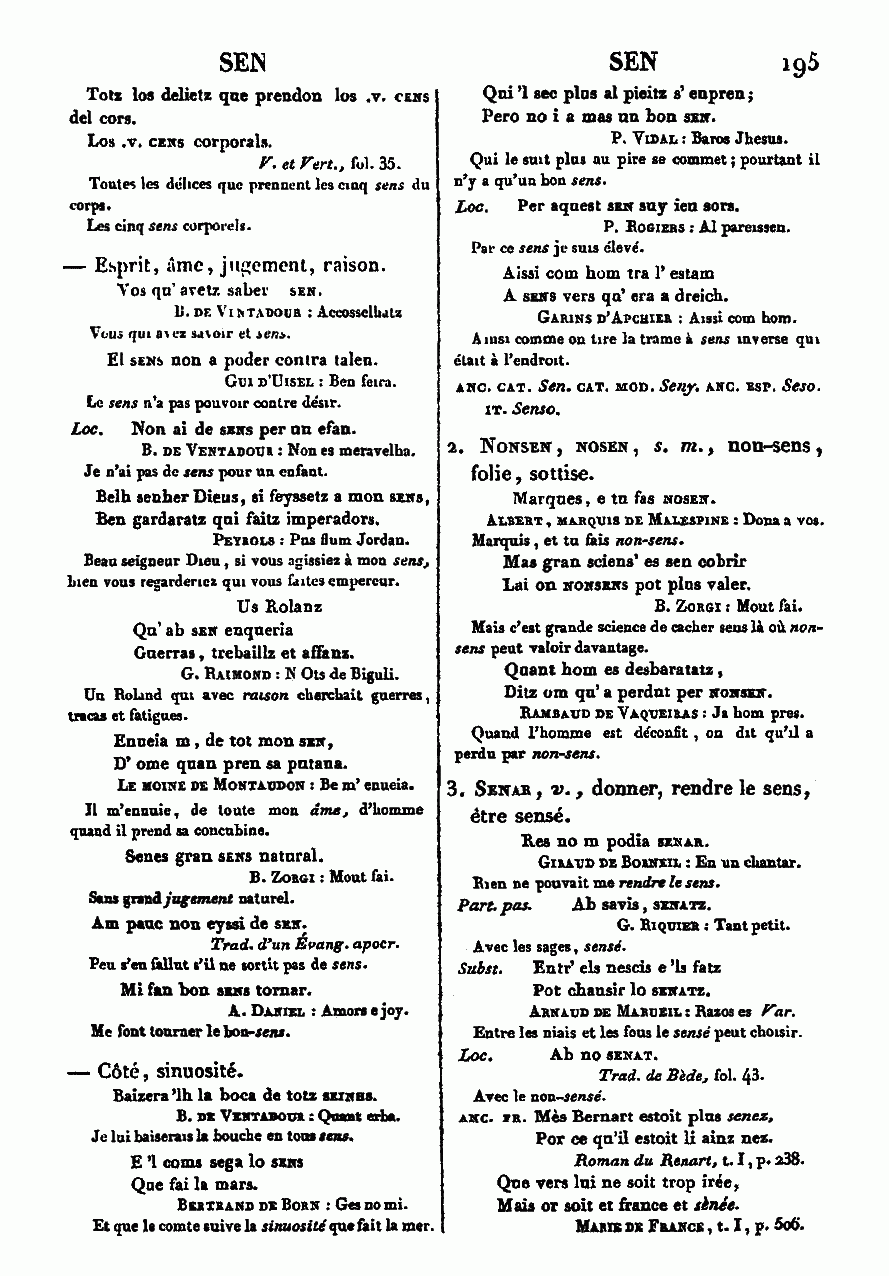 SEN
SEN 195
Totz los delietz que prendon los .v. CENS
del cors.
Los .v. CENS corporals.
V. et Vert., fol. 35.
Toutes les délices que prennent les cinq sens du
corps.
Les cinq sens corporels.
— Esprit, âme, jugement, raison.
Vos qu' avetz saber SEN.
B. DE VENTADOUR : Accosselhatz
Vous qui avez savoir et sens.
El SENS non a poder contra talen.
GUI D'UISEL : Ben feira.
Le sens n'a pas pouvoir contre désir.
Loc. Non ai de SENS per un efan.
B. DE VENTADOUR : Non es meravelha.
Je n'ai pas de sens pour un enfant.
Belh senher Dieus, si feyssetz a mon SENS,
Ben gardaratz qui faitz imperadors.
PEYROLS : Pus flum Jordan.
Beau seigneur Dieu, si vous agissiez à mon sens,
bien vous regarderiez qui vous faites empereur.
Us Rolanz
Qu' ab SEN enqueria
Guerras, trebaillz et affanz.
G. RAIMOND : N Ots de Biguli.
Un Roland qui avec raison cherchait guerres,
tracas et fatigues.
Enueia m, de tot mon SEN,
D' ome quan pren sa putana.
LE MOINE DE MONTAUDON : Be m' enueia.
Il m'ennuie, de toute mon âme, d'homme
quand il prend sa concubine.
Senes gran SENS natural.
B. ZORGI : Mout fai.
Sans grand jugement naturel.
Am pauc non eyssi de SEN.
Trad. d'un Évang. apocr.
Peu s'en fallut s'il ne sortit pas de sens.
Mi fan bon SENS tornar.
A. DANIEL : Amors e joy.
Me font tourner le bon-sens.
— Côté, sinuosité.
Baizera 'lh la boca de totz SEINHS.
B. DE VENTADOUR : Quant erba.
Je lui baiserais la bouche en tous sens.
E 'l coms sega lo SENS
Que fai la mars.
BERTRAND DE BORN : Ges no mi.
Et que le comte suive la sinuosité que fait la mer.
Qui 'l sec plus al pieitz s' enpren;
Pero no i a mas un bon SEN.
P. VIDAL : Baros Jhesus.
Qui le suit plus au pire se commet; pourtant il
n'y a qu'un bon sens.
Loc. Per aquest SEN suy ieu sors.
P. ROGIERS : Al pareissen.
Par ce sens je suis élevé.
Aissi com hom tra l' estam
A SENS vers qu' era a dreich.
GARINS D'APCHIER : Aissi com hom.
Ainsi comme on tire la trame à sens inverse qui
était à l'endroit.
ANC. CAT. Sen. CAT. MOD. Seny. ANC. ESP. Seso.
IT. Senso.
2. NONSEN, NOSEN, s. m., non-sens,
folie, sottise.
Marques, e tu fas NOSEN.
ALBERT, MARQUIS DE MALESPINE : Dona a vos.
Marquis, et tu fais non-sens.
Mas gran sciens' es sen cobrir
Lai on NONSENS pot plus valer.
B. ZORGI : Mout fai.
Mais c'est grande science de cacher sens là où non-
sens peut valoir davantage.
Quant hom es desbaratatz,
Ditz om qu' a perdut per NONSEN.
RAMBAUD DE VAQUEIRAS : Ja hom pres.
Quand l'homme est déconfit, on dit qu'il a
perdu par non-sens.
3. SENAR, v., donner, rendre le sens,
être sensé.
Res no m podia SENAR.
GIRAUD DE BORNEIL : En un chantar.
Rien ne pouvait me rendre le sens.
Part. pas. Ab savis, SENATZ.
G. RIQUIER : Tant petit.
Avec les sages, sensé.
Subst. Entr' els nescis e 'ls fatz
Pot chausir lo SENATZ.
ARNAUD DE MARUEIL : Razos es Var.
Entre les niais et les fous le sensé peut choisir.
Loc. Ab no SENAT.
Trad. de Bède, fol. 43.
Avec le non-sensé.
ANC. FR. Mès Bernart estoit plus senez,
Por ce qu'il estoit li ainz nez.
Roman du Renart, t. I, p. 238.
Que vers lui ne soit trop irée,
Mais or soit et france et sènée.
MARIE DE FRANCE, t. I, p. 506.